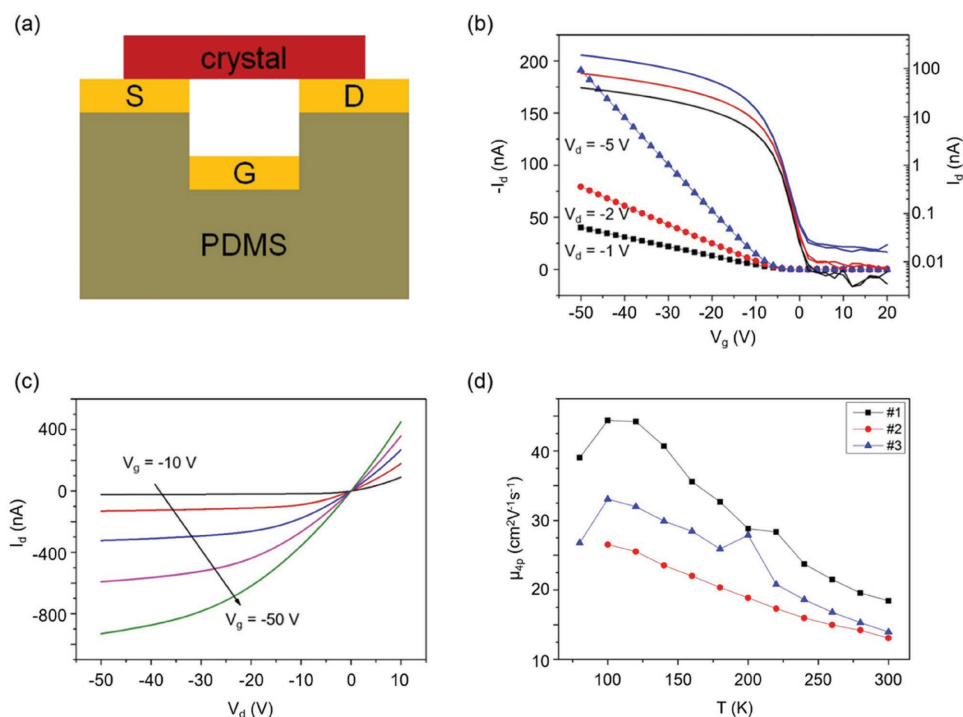 (a)
crystal
S
D
G
PDMS
(b)
200
150
100
50
0
-Id (nA)
Vd = -5 V
Vd = -2 V
Vd = -1 V
100
10
1
0.1
0.01
Id (nA)
-50 -40 -30 -20 -10 0 10 20
Vg (V)
(c)
400
0
-400
-800
Id (nA)
Vg = -10 V
Vg = -50 V
-50 -40 -30 -20 -10 0 10
Vd (V)
(d)
#1
#2
#3
40
30
20
10
μ4p (cm2V-1s-1)
100 150 200 250 300
T (K)